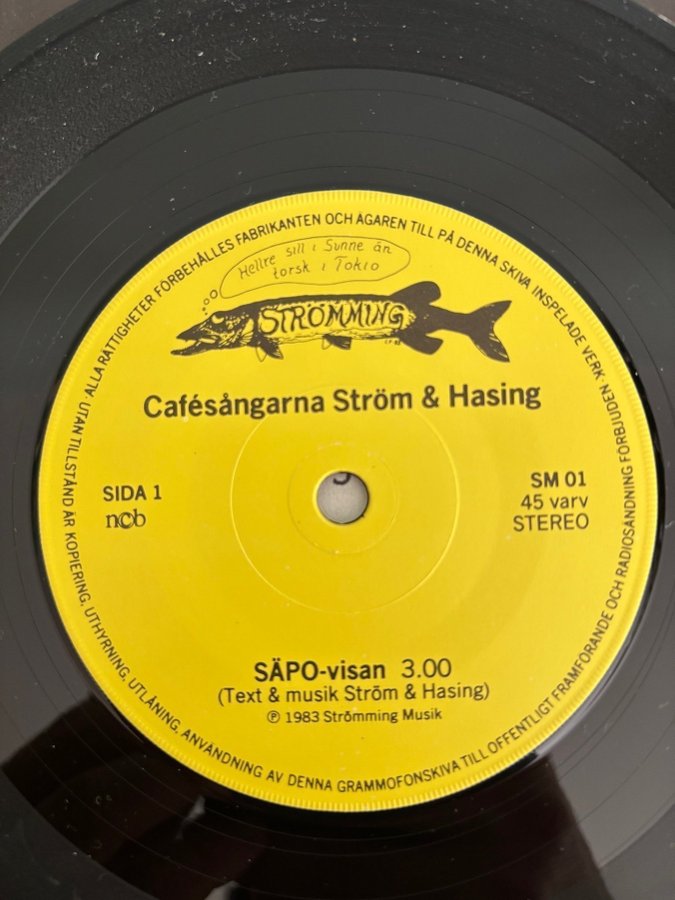 ALLA RÄTTIGHETER FÖRBEHÅLLES FABRIKANTEN OCH ÄGAREN TILL PÅ DENNA SKIVA INSPELADE VERK. UTAN TILLSTÅND ÄR KOPIERING, UTHYRNING, UTLÅNING, ANVÄNDNING AV DENNA GRAMMOFONSKIVA TILL OFFENTLIGT FRAMFÖRANDE OCH RADIOSÄNDNING FÖRBJUDEN.
Hellre sill i Sunne än
torsk i Tokio
STRÖMMING
Cafésångarna Ström & Hasing
SIDA 1
ncb
SM 01
45 varv
STEREO
SÄPO-visan 3.00
(Text & musik Ström & Hasing)
℗ 1983 Strömming Musik